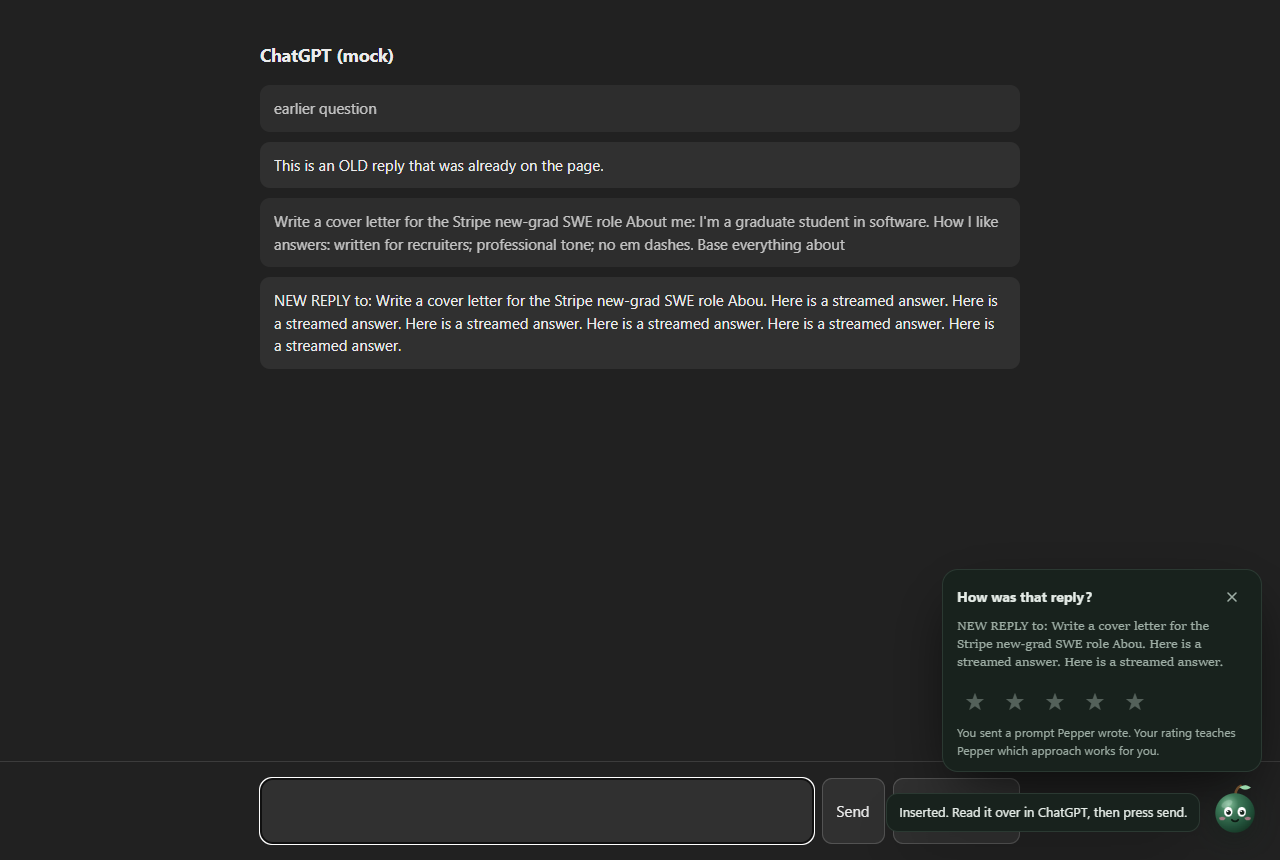 ChatGPT (mock)
earlier question
This is an OLD reply that was already on the page.
Write a cover letter for the Stripe new-grad SWE role About me: I'm a graduate student in software. How I like
answers: written for recruiters; professional tone; no em dashes. Base everything about
NEW REPLY to: Write a cover letter for the Stripe new-grad SWE role Abou. Here is a streamed answer. Here is
a streamed answer. Here is a streamed answer. Here is a streamed answer. Here is a streamed answer. Here is
a streamed answer.
How was that reply?
NEW REPLY to: Write a cover letter for the
Stripe new-grad SWE role Abou. Here is a
streamed answer. Here is a streamed answer.
You sent a prompt Pepper wrote. Your rating teaches
Pepper which approach works for you.
Send
Inserted. Read it over in ChatGPT, then press send.